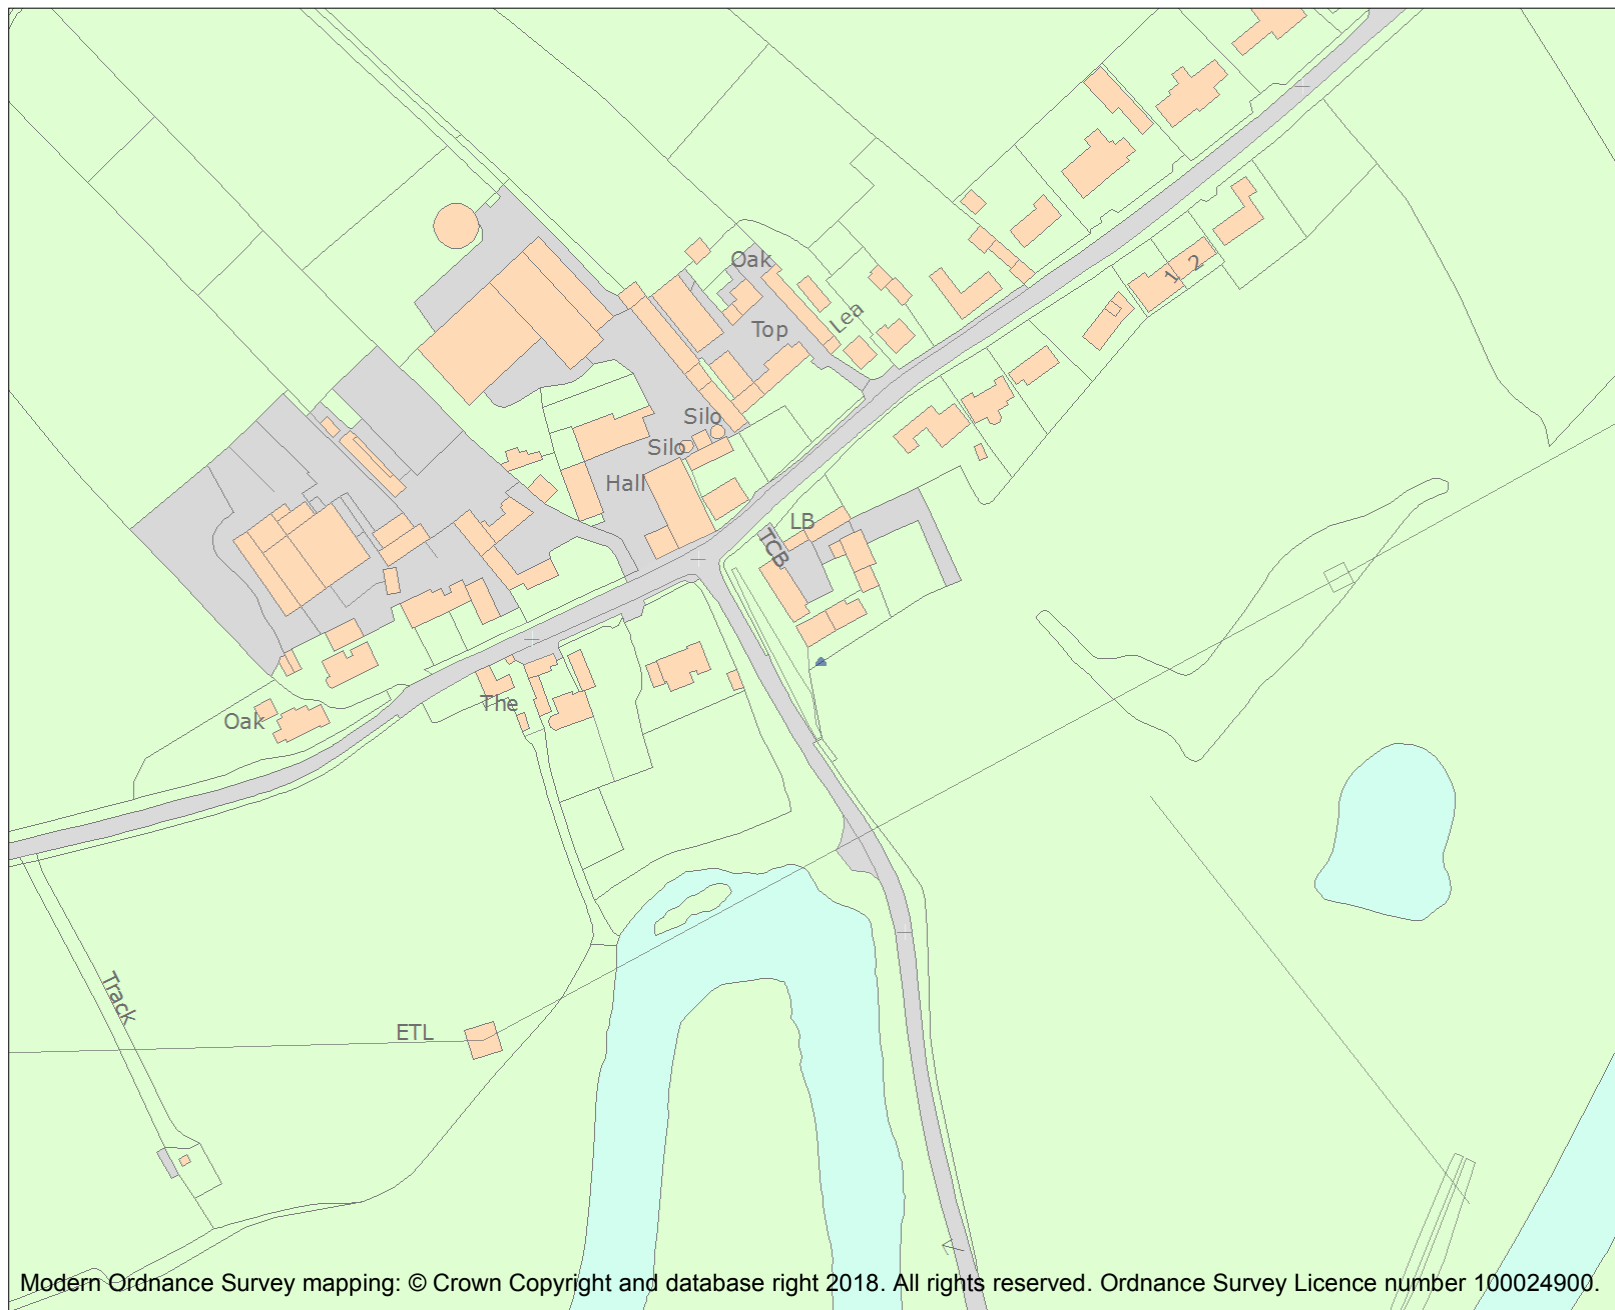 Oak
Top
Lea
1
2
Silo
Silo
Hall
LB
TCB
The
Oak
Track
ETL
Modern Ordnance Survey mapping: © Crown Copyright and database right 2018. All rights reserved. Ordnance Survey Licence number 100024900.